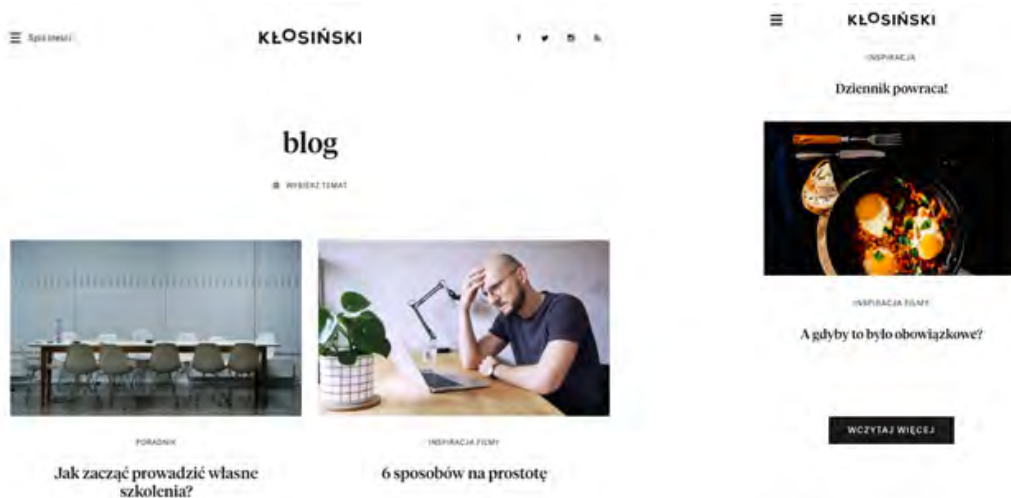 Spis treści
KŁOSIŃSKI
blog
WYBIERZ TEMAT
PORADNIK
Jak zacząć prowadzić własne
szkolenia?
INSPIRACJA FILMY
6 sposobów na prostotę
KŁOSIŃSKI
INSPIRACJA
Dziennik powraca!
INSPIRACJA FILMY
A gdyby to było obowiązkowe?
WCZYTAJ WIĘCEJ